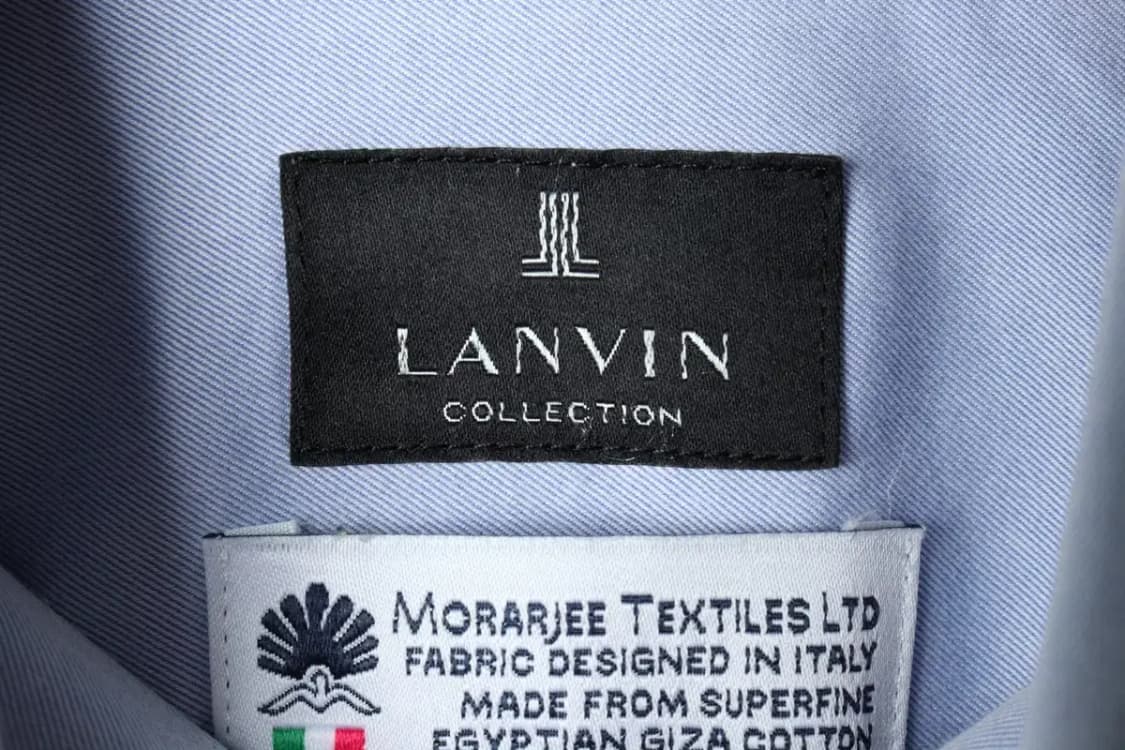 LANVIN
COLLECTION
MORARJEE TEXTILES LTD
FABRIC DESIGNED IN ITALY
MADE FROM SUPERFINE
EGYPTIAN GIZA COTTON